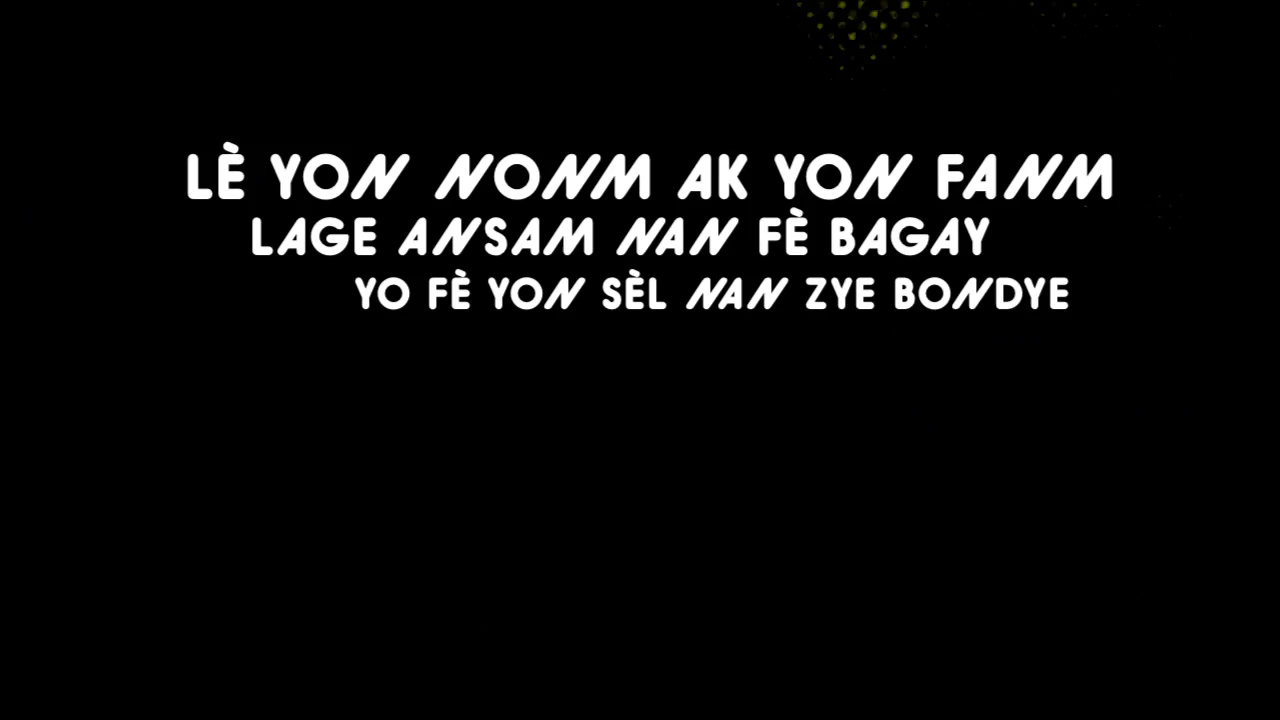 LÈ YON NONM AK YON FANM
LAGE ANSAM NAN FÈ BAGAY
YO FÈ YON SÈL NAN ZYE BONDYE